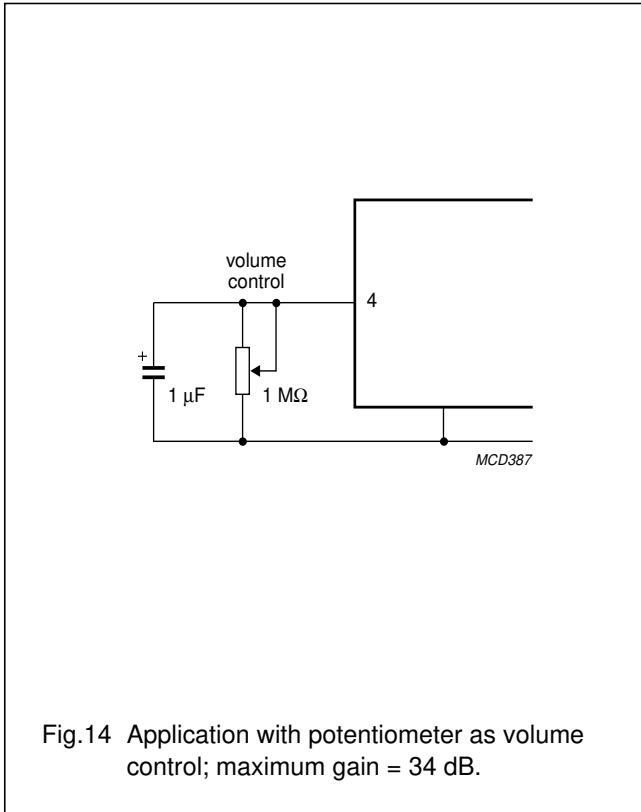 volume
control
4
+
1 μF
1 MΩ
MCD387
Fig.14 Application with potentiometer as volume
control; maximum gain = 34 dB.